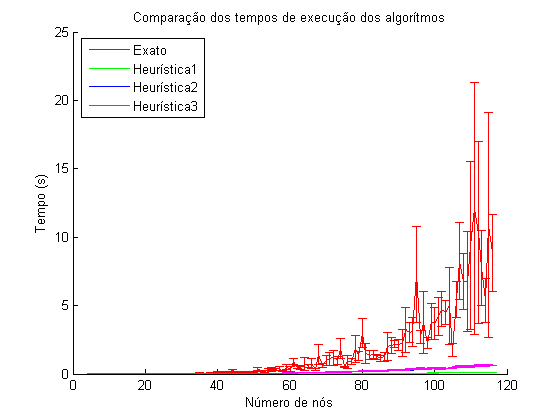 Comparação dos tempos de execução dos algorítmos
25
20
15
10
5
0
Tempo (s)
Exato
Heurística1
Heurística2
Heurística3
0 20 40 60 80 100 120
Número de nós